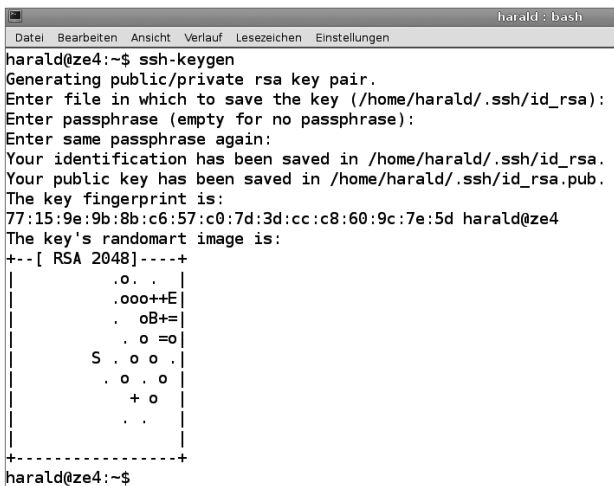 harald : bash
Datei Bearbeiten Ansicht Verlauf Lesezeichen Einstellungen
harald@ze4:~$ ssh-keygen
Generating public/private rsa key pair.
Enter file in which to save the key (/home/harald/.ssh/id_rsa):
Enter passphrase (empty for no passphrase):
Enter same passphrase again:
Your identification has been saved in /home/harald/.ssh/id_rsa.
Your public key has been saved in /home/harald/.ssh/id_rsa.pub.
The key fingerprint is:
77:15:9e:9b:8b:c6:57:c0:7d:3d:cc:c8:60:9c:7e:5d harald@ze4
The key's randomart image is:
+--[ RSA 2048]----+
|          .o. .  |
|          .ooo++E|
|          .  oB+=|
|           . o =o|
|        S . o o .|
|         . o . o |
|            + o  |
|           . .   |
|                 |
+-----------------+
harald@ze4:~$